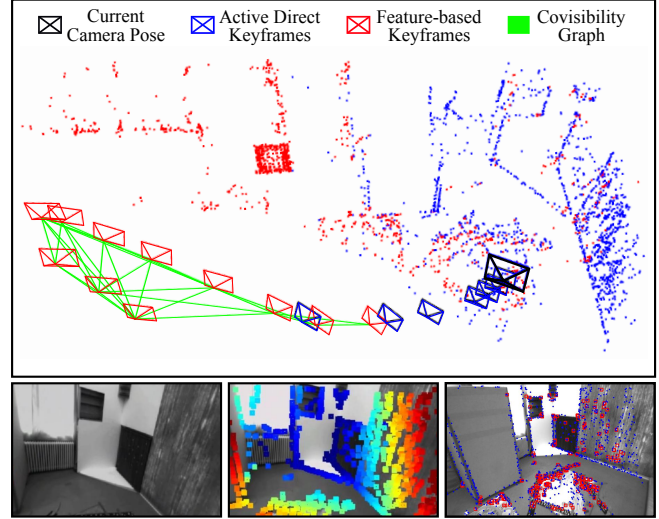 Current
Camera Pose
Active Direct
Keyframes
Feature-based
Keyframes
Covisibility
Graph